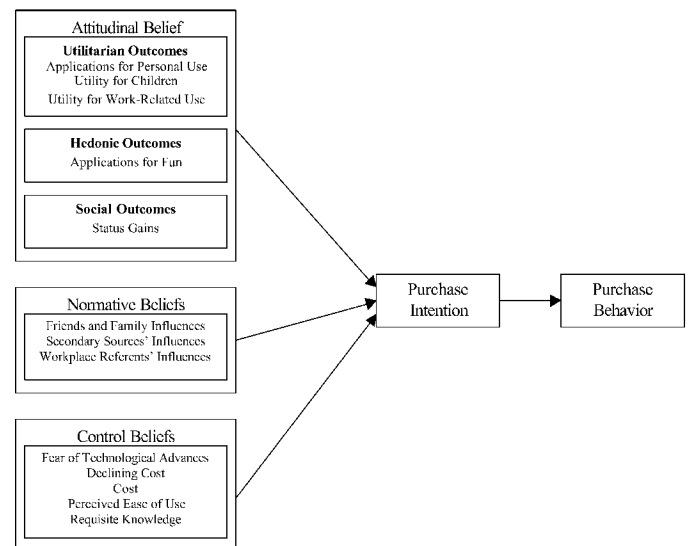 Attitudinal Belief
Utilitarian Outcomes
Applications for Personal Use
Utility for Children
Utility for Work-Related Use
Hedonic Outcomes
Applications for Fun
Social Outcomes
Status Gains
Normative Beliefs
Friends and Family Influences
Secondary Sources' Influences
Workplace Referents' Influences
Control Beliefs
Fear of Technological Advances
Declining Cost
Cost
Perceived Ease of Use
Requisite Knowledge
Purchase
Intention
Purchase
Behavior